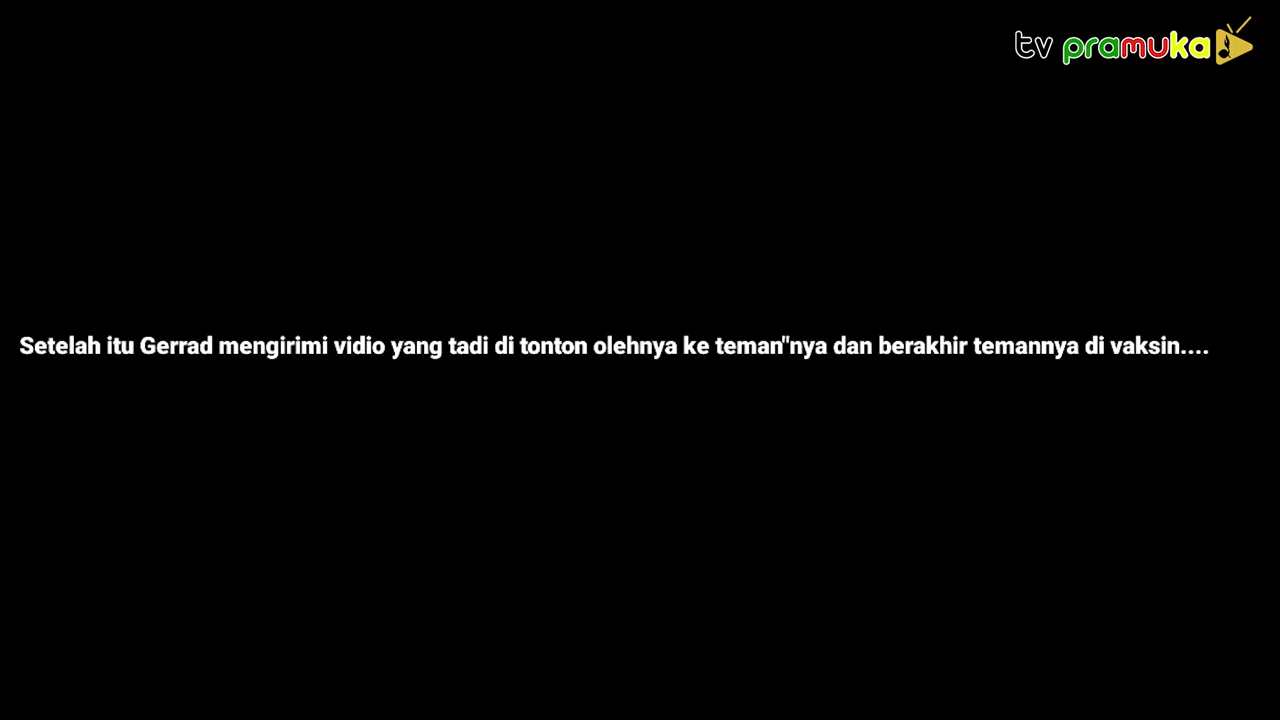 tv pramuka
Setelah itu Gerrad mengirimi vidio yang tadi di tonton olehnya ke teman"nya dan berakhir temannya di vaksin....